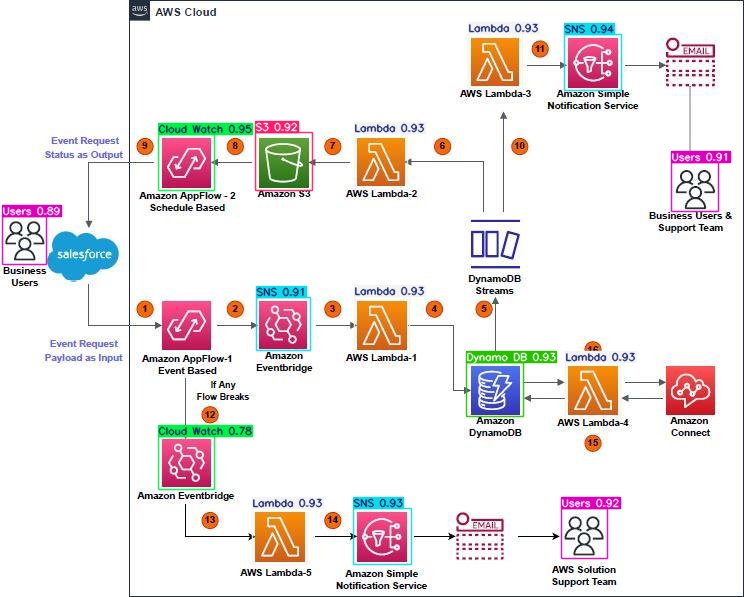 aws
AWS Cloud
Lambda 0.93
11
SNS 0.94
EMAIL
AWS Lambda-3
Amazon Simple
Notification Service
Event Request
Status as Output
9
Cloud Watch 0.95
8
S3 0.92
7
Lambda 0.93
6
10
Users 0.91
Amazon AppFlow - 2
Schedule Based
Amazon S3
AWS Lambda-2
Business Users &
Support Team
Users 0.89
salesforce
Business
Users
DynamoDB
Streams
1
2
SNS 0.91
3
Lambda 0.93
4
5
Event Request
Payload as Input
Amazon AppFlow-1
Event Based
Amazon
Eventbridge
AWS Lambda-1
Dynamo DB 0.93
16
Lambda 0.93
If Any
Flow Breaks
Amazon
DynamoDB
AWS Lambda-4
Amazon
Connect
12
15
Cloud Watch 0.78
Amazon Eventbridge
13
Lambda 0.93
14
SNS 0.93
EMAIL
Users 0.92
AWS Lambda-5
Amazon Simple
Notification Service
AWS Solution
Support Team